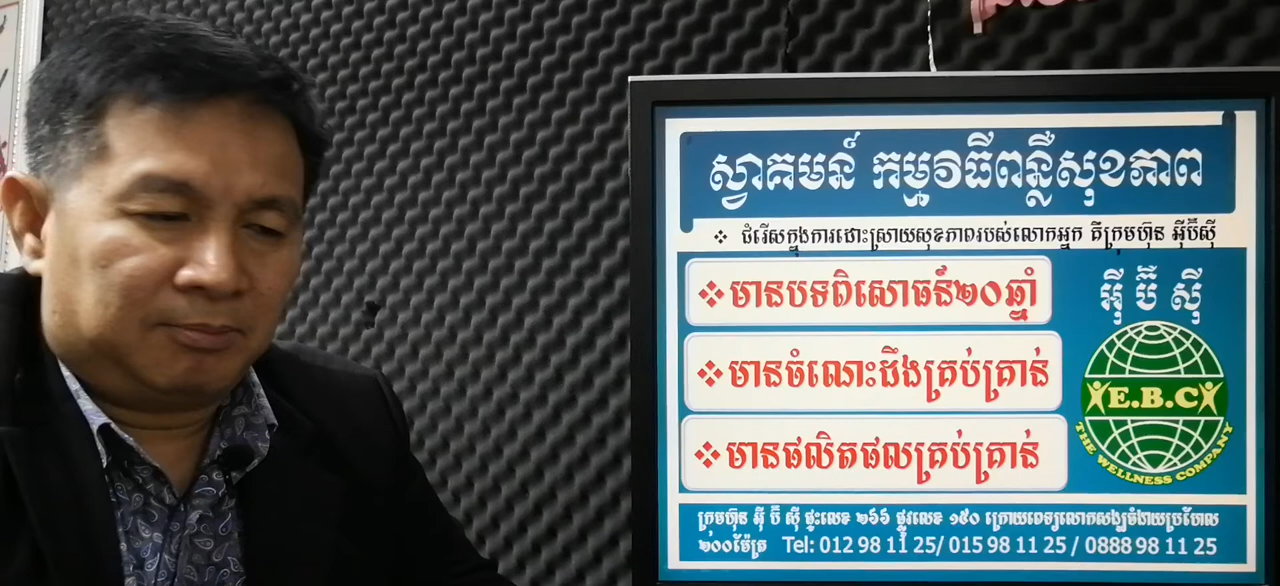 ស្វាគមន៍ កម្មវិធីពន្លឺសុខភាព
❖ ជំរើសក្នុងការដោះស្រាយសុខភាពរបស់លោកអ្នក គឺក្រុមហ៊ុន អ៊ីប៊ីស៊ី
❖មានបទពិសោធន៍២០ឆ្នាំ
❖មានចំណេះដឹងគ្រប់គ្រាន់
❖មានផលិតផលគ្រប់គ្រាន់
អ៊ី ប៊ី ស៊ី
E.B.C
THE WELLNESS COMPANY
ក្រុមហ៊ុន អ៊ី ប៊ី ស៊ី ផ្ទះលេខ ២៦៦ ផ្លូវលេខ ១៥០ ក្រោយពេទ្យលោកសង្ឃចំងាយប្រហែល
២០០ម៉ែត្រ Tel: 012 98 11 25/ 015 98 11 25 / 0888 98 11 25